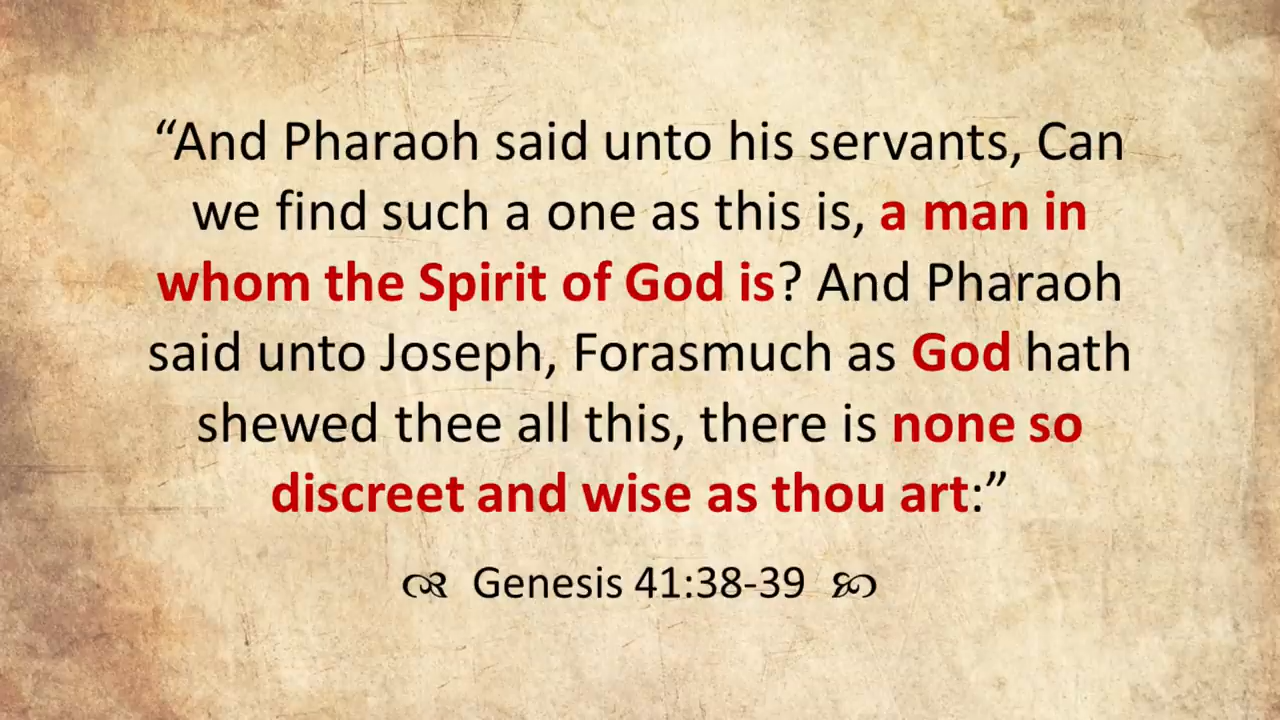 “And Pharaoh said unto his servants, Can
we find such a one as this is, a man in
whom the Spirit of God is? And Pharaoh
said unto Joseph, Forasmuch as God hath
shewed thee all this, there is none so
discreet and wise as thou art:”
Genesis 41:38-39